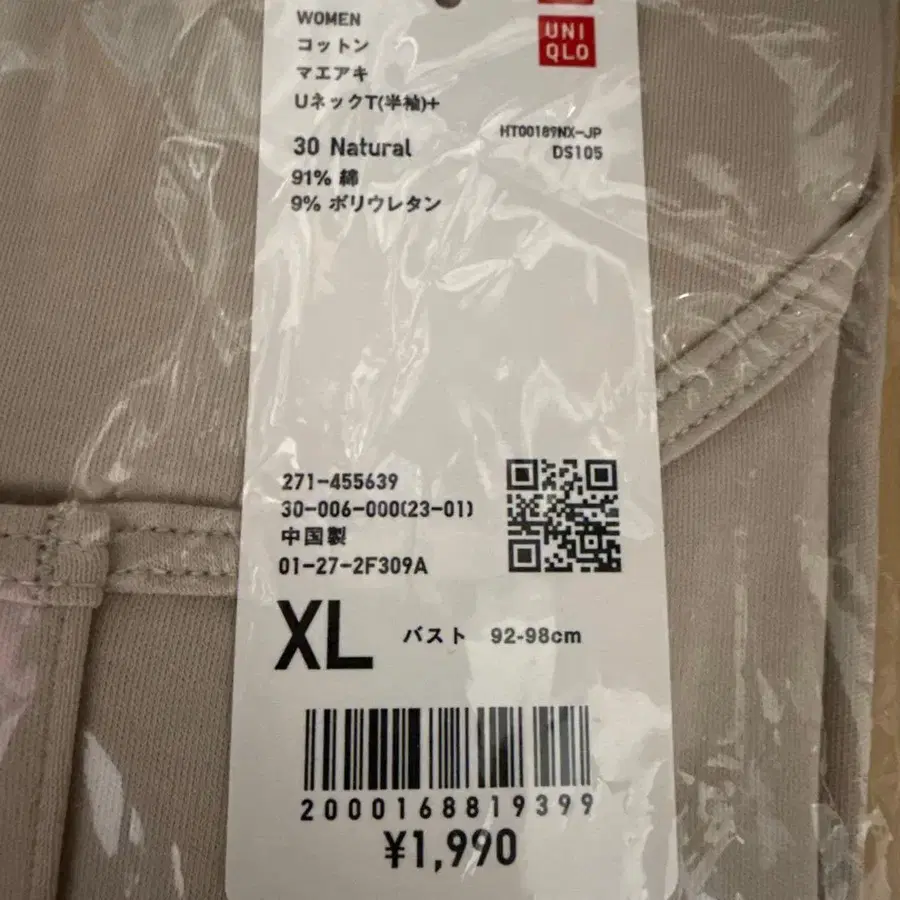 WOMEN
コットン
マエアキ
UネックT(半袖)+
UNI
QLO
HT00189NX-JP
DS105
30 Natural
91% 綿
9% ポリウレタン
271-455639
30-006-000(23-01)
中国製
01-27-2F309A
XL バスト 92-98cm
2000168819399
¥1,990